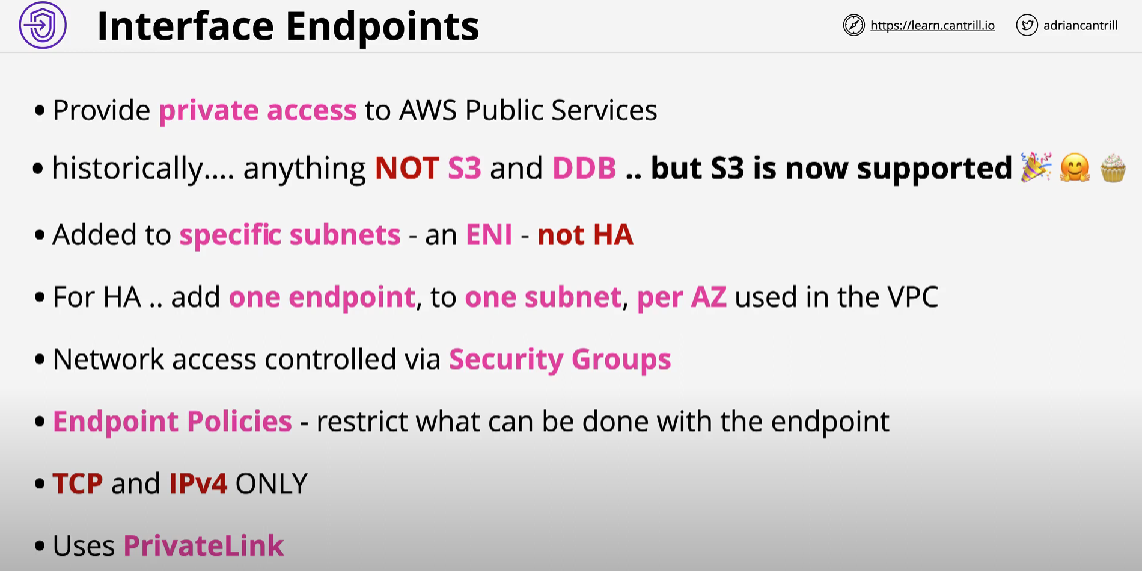 Interface Endpoints
https://learn.cantrill.io
adriancantrill
• Provide private access to AWS Public Services
• historically.... anything NOT S3 and DDB .. but S3 is now supported 🎉 🤗 🧁
• Added to specific subnets - an ENI - not HA
• For HA .. add one endpoint, to one subnet, per AZ used in the VPC
• Network access controlled via Security Groups
• Endpoint Policies - restrict what can be done with the endpoint
• TCP and IPv4 ONLY
• Uses PrivateLink